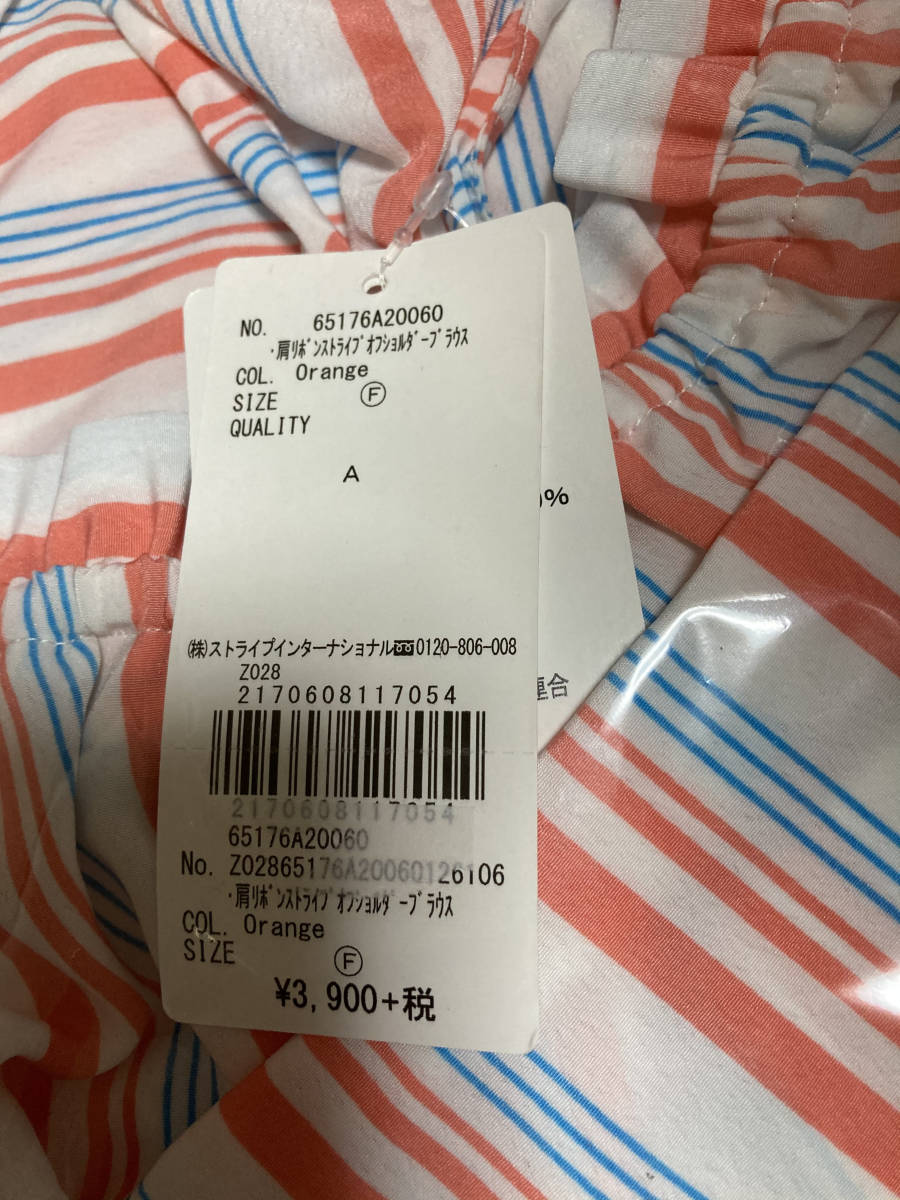 NO. 65176A20060
・肩ﾘﾎﾞﾝｽﾄﾗｲﾌﾟｵﾌｼｮﾙﾀﾞｰﾌﾞﾗｳｽ
COL. Orange
SIZE Ⓕ
QUALITY
A
%
㈱ストライプインターナショナル 0120-806-008
Z028
2170608117054
2170608117054
65176A20060
No. Z02865176A20060126106
・肩ﾘﾎﾞﾝｽﾄﾗｲﾌﾟｵﾌｼｮﾙﾀﾞｰﾌﾞﾗｳｽ
COL. Orange
SIZE Ⓕ
¥3,900+税
連合